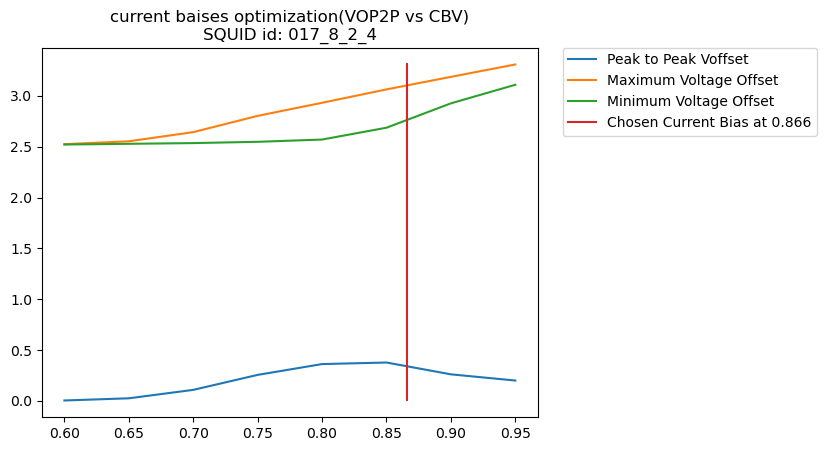 current baises optimization(VOP2P vs CBV)
SQUID id: 017_8_2_4
Peak to Peak Voffset
Maximum Voltage Offset
Minimum Voltage Offset
Chosen Current Bias at 0.866
3.0
2.5
2.0
1.5
1.0
0.5
0.0
0.60 0.65 0.70 0.75 0.80 0.85 0.90 0.95